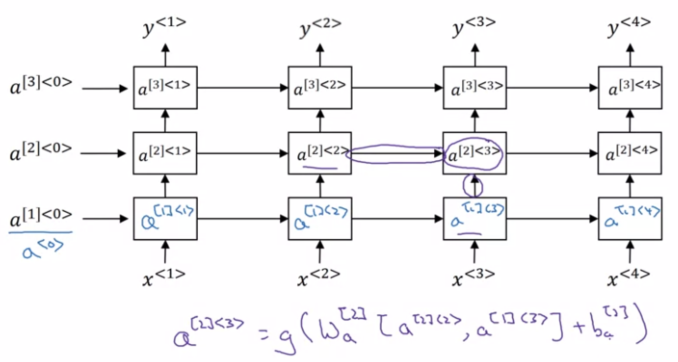 y<1> y<2> y<3> y<4>
a[3]<0> a[3]<1> a[3]<2> a[3]<3> a[3]<4>
a[2]<0> a[2]<1> a[2]<2> a[2]<3> a[2]<4>
a[1]<0> a[1]<1> a[1]<2> a[1]<3> a[1]<4>
a<0>
x<1> x<2> x<3> x<4>
a[2]<3> = g(Wa[2] [a[2]<2>, a[1]<3>] + ba[2])